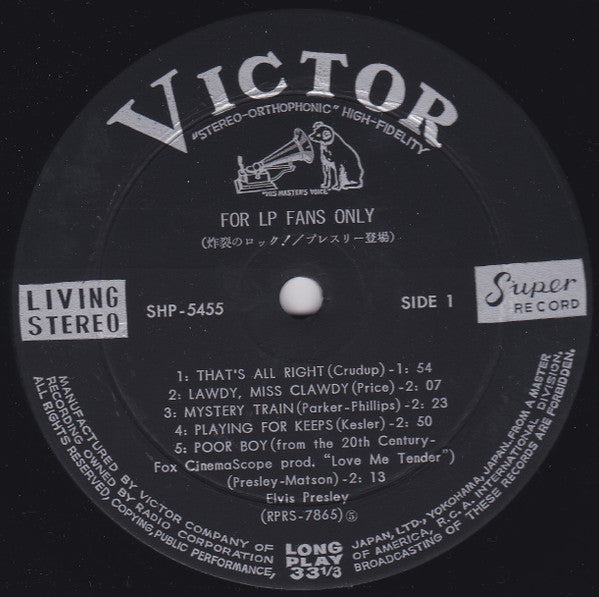 VICTOR
"STEREO-ORTHOPHONIC" HIGH-FIDELITY
"HIS MASTER'S VOICE"
FOR LP FANS ONLY
(炸裂のロック!/プレスリー登場)
LIVING
STEREO
SHP-5455
SIDE 1
Super
RECORD
1: THAT'S ALL RIGHT (Crudup)-1: 54
2: LAWDY, MISS CLAWDY (Price)-2: 07
3: MYSTERY TRAIN (Parker-Phillips)-2: 23
4: PLAYING FOR KEEPS (Kesler)-2: 50
5: POOR BOY (from the 20th Century-
Fox CinemaScope prod. "Love Me Tender")
(Presley-Matson)-2: 13
Elvis Presley
(RPRS-7865) ⑤
MANUFACTURED BY VICTOR COMPANY OF JAPAN, LTD., YOKOHAMA, JAPAN, FROM A MASTER
RECORDING OWNED BY RADIO CORPORATION OF AMERICA, R.C.A. INTERNATIONAL DIVISION.
ALL RIGHTS RESERVED, COPYING, PUBLIC PERFORMANCE, BROADCASTING OF THESE RECORDS ARE FORBIDDEN.
LONG
PLAY
33 1/3